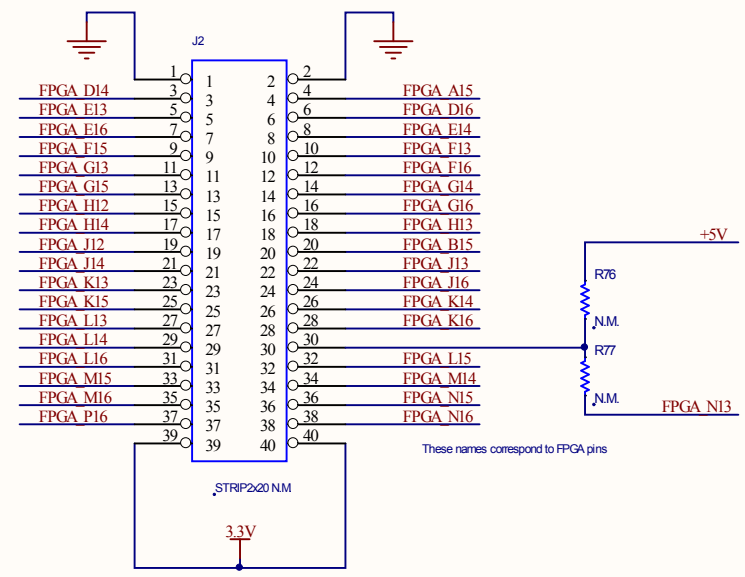 J2
1 1 2 2
FPGA_D14 3 3 4 4 FPGA_A15
FPGA_E13 5 5 6 6 FPGA_D16
FPGA_E16 7 7 8 8 FPGA_E14
FPGA_F15 9 9 10 10 FPGA_F13
FPGA_G13 11 11 12 12 FPGA_F16
FPGA_G15 13 13 14 14 FPGA_G14
FPGA_H12 15 15 16 16 FPGA_G16
FPGA_H14 17 17 18 18 FPGA_H13
FPGA_J12 19 19 20 20 FPGA_B15
FPGA_J14 21 21 22 22 FPGA_J13
FPGA_K13 23 23 24 24 FPGA_J16
FPGA_K15 25 25 26 26 FPGA_K14
FPGA_L13 27 27 28 28 FPGA_K16
FPGA_L14 29 29 30 30
FPGA_L16 31 31 32 32 FPGA_L15
FPGA_M15 33 33 34 34 FPGA_M14
FPGA_M16 35 35 36 36 FPGA_N15
FPGA_P16 37 37 38 38 FPGA_N16
39 39 40 40
+5V
R76
N.M.
R77
N.M.
FPGA_N13
These names correspond to FPGA pins
STRIP2x20 N.M.
3.3V